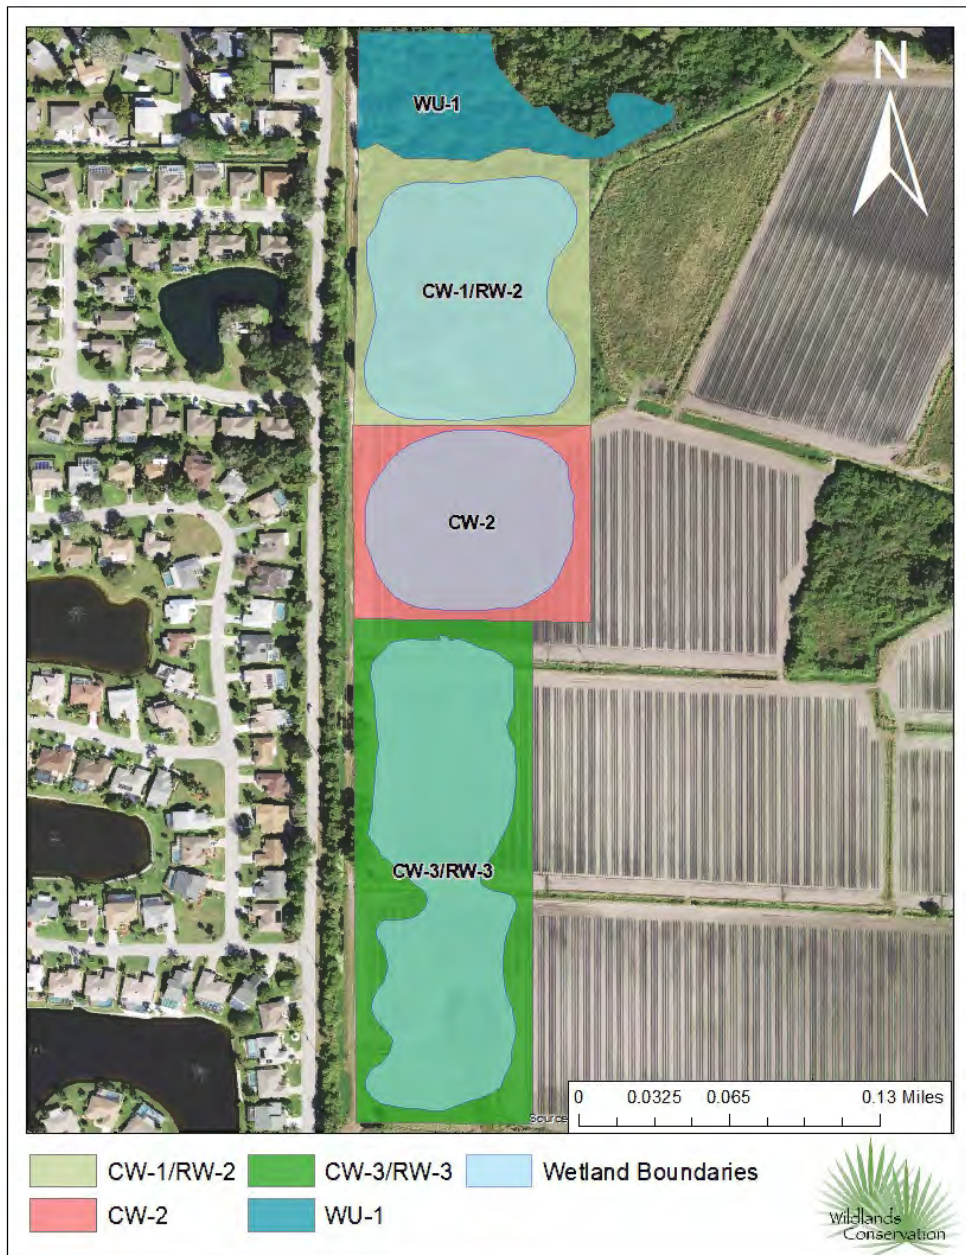 N
WU-1
CW-1/RW-2
CW-2
CW-3/RW-3
Source
0 0.0325 0.065 0.13 Miles
CW-1/RW-2 CW-3/RW-3 Wetland Boundaries
CW-2 WU-1
Wildlands
Conservation